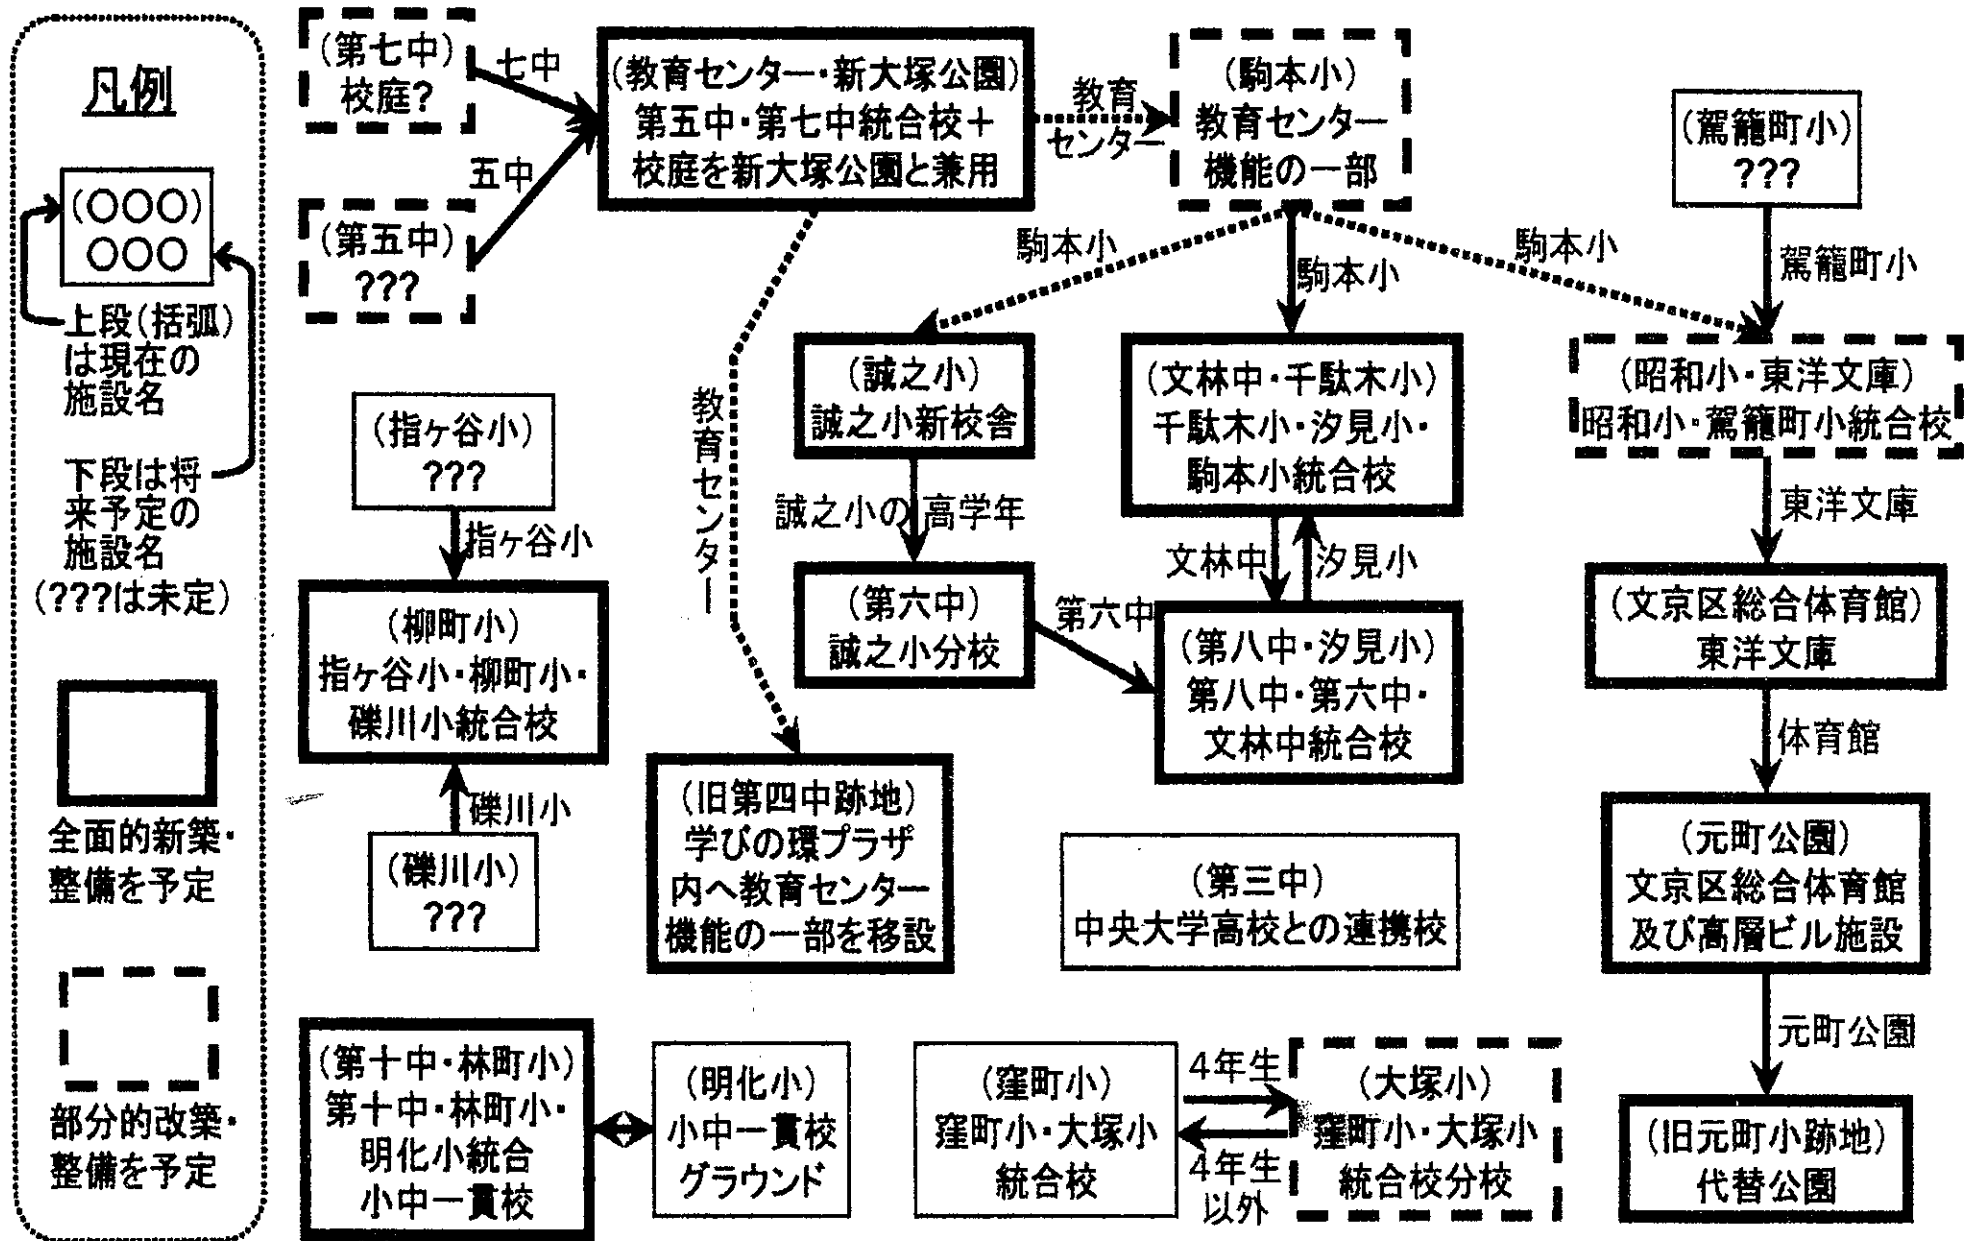 凡例
(○○○)
○○○
上段(括弧)
は現在の
施設名
下段は将
来予定の
施設名
(???は未定)
全面的新築・
整備を予定
部分的改築・
整備を予定
(第七中)
校庭?
七中
(第五中)
???
五中
(教育センター・新大塚公園)
第五中・第七中統合校+
校庭を新大塚公園と兼用
教育
センター
(駒本小)
教育センター
機能の一部
(駕籠町小)
???
駒本小
駒本小
駒本小
駕籠町小
教育センター
(誠之小)
誠之小新校舎
(文林中・千駄木小)
千駄木小・汐見小・
駒本小統合校
(昭和小・東洋文庫)
昭和小・駕籠町小統合校
(指ヶ谷小)
???
指ヶ谷小
誠之小の高学年
文林中
汐見小
東洋文庫
(柳町小)
指ヶ谷小・柳町小・
礫川小統合校
(第六中)
誠之小分校
第六中
(第八中・汐見小)
第八中・第六中・
文林中統合校
(文京区総合体育館)
東洋文庫
礫川小
(礫川小)
???
(旧第四中跡地)
学びの環プラザ
内へ教育センター
機能の一部を移設
(第三中)
中央大学高校との連携校
体育館
(元町公園)
文京区総合体育館
及び高層ビル施設
元町公園
(第十中・林町小)
第十中・林町小・
明化小統合
小中一貫校
(明化小)
小中一貫校
グラウンド
(窪町小)
窪町小・大塚小
統合校
4年生
4年生
以外
(大塚小)
窪町小・大塚小
統合校分校
(旧元町小跡地)
代替公園